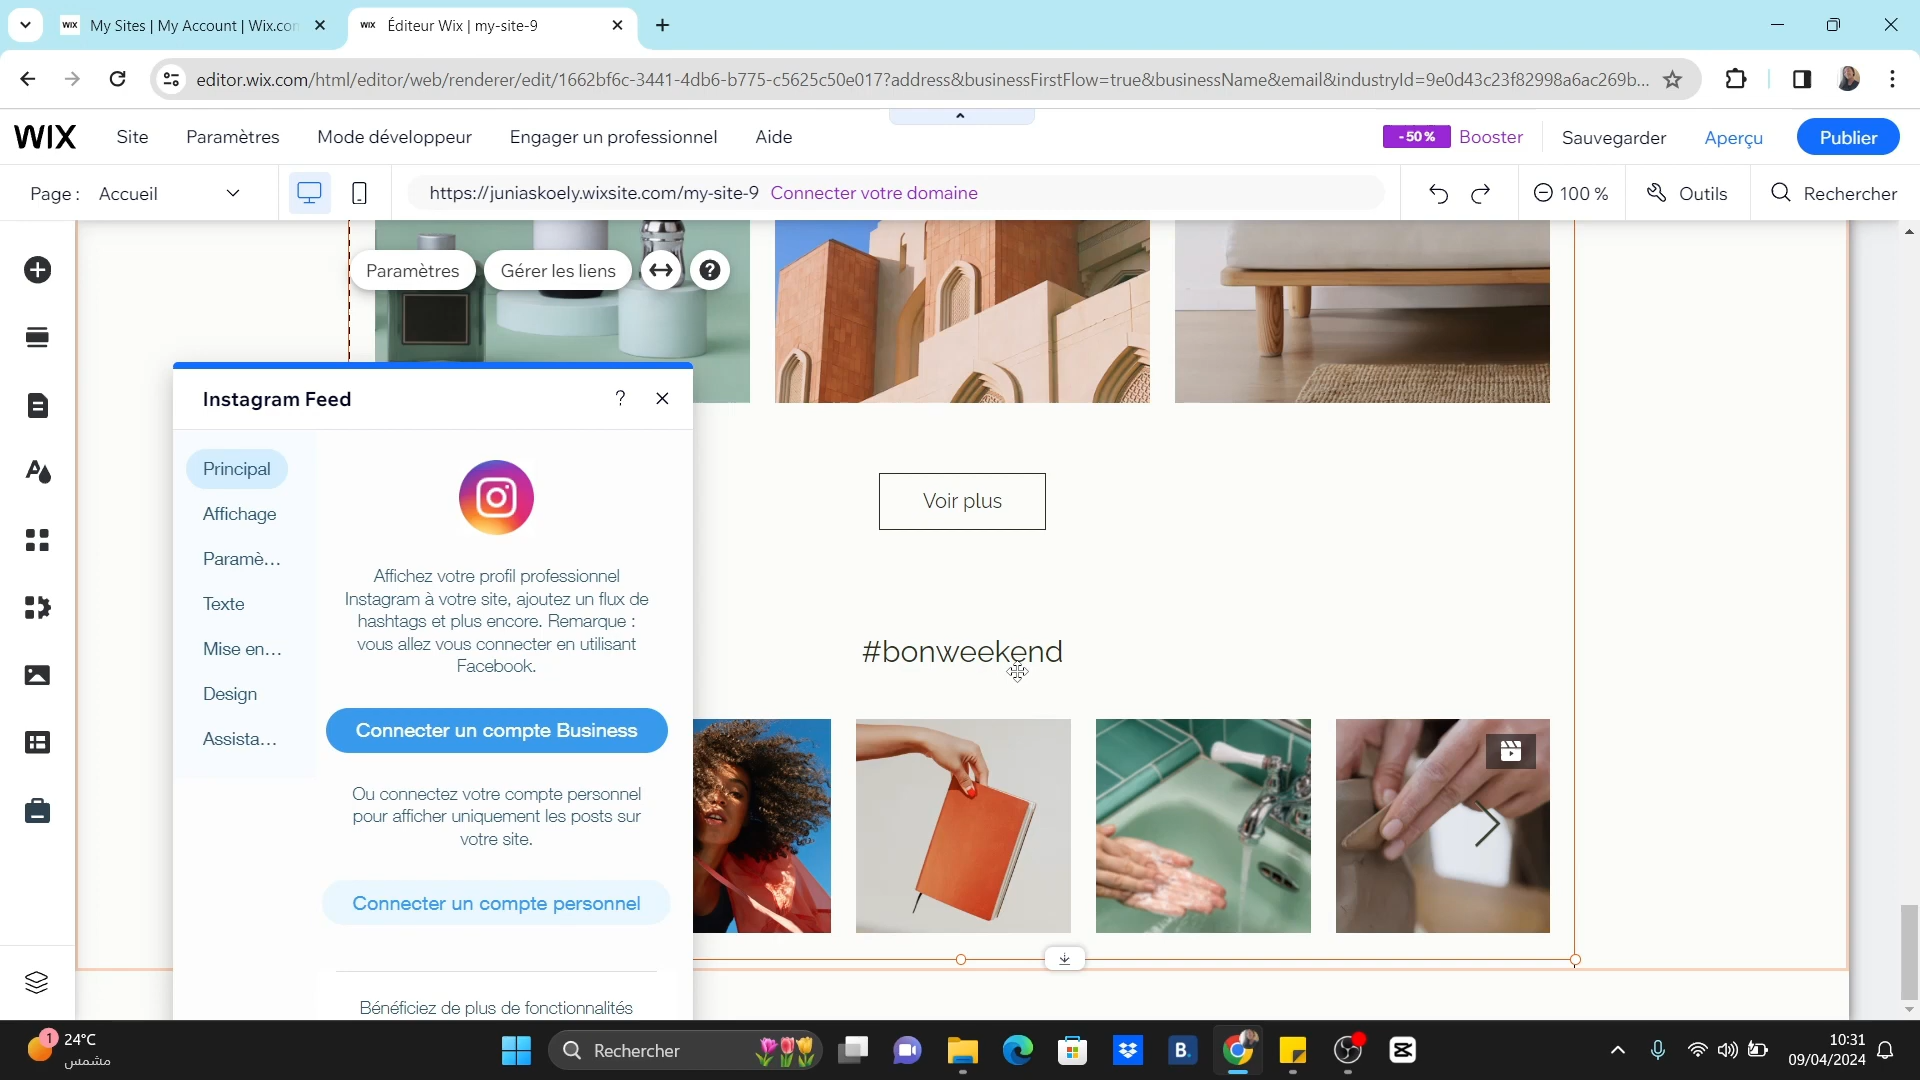 WIX My Sites | My Account | Wix.con
WIX Éditeur Wix | my-site-9
editor.wix.com/html/editor/web/renderer/edit/1662bf6c-3441-4db6-b775-c5625c50e017?address&businessFirstFlow=true&businessName&email&industryId=9e0d43c23f82998a6ac269b...
WIX Site Paramètres Mode développeur Engager un professionnel Aide -50% Booster Sauvegarder Aperçu Publier
Page : Accueil https://juniaskoely.wixsite.com/my-site-9 Connecter votre domaine 100 % Outils Rechercher
Paramètres Gérer les liens ?
Instagram Feed ?
Principal
Affichage
Paramè...
Texte
Mise en...
Design
Assista...
Affichez votre profil professionnel
Instagram à votre site, ajoutez un flux de
hashtags et plus encore. Remarque :
vous allez vous connecter en utilisant
Facebook.
Connecter un compte Business
Ou connectez votre compte personnel
pour afficher uniquement les posts sur
votre site.
Connecter un compte personnel
Bénéficiez de plus de fonctionnalités
Voir plus
#bonweekend
1 24°C
مشمس
Rechercher
B.
10:31
09/04/2024